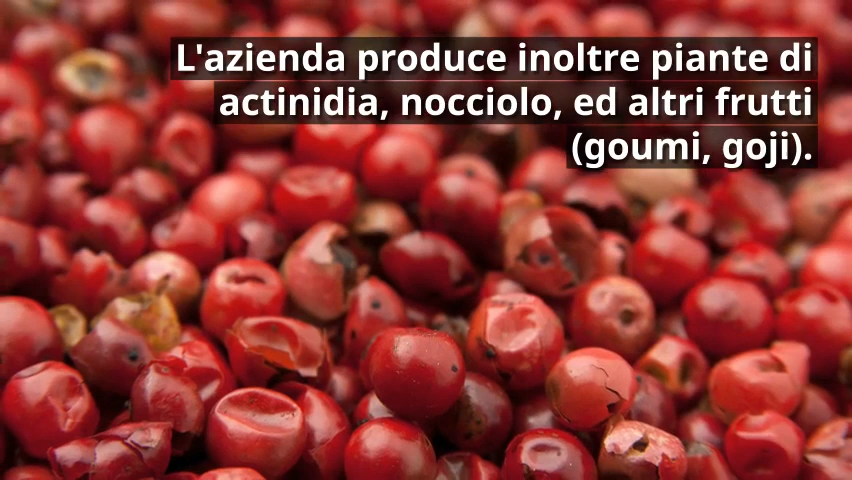 L'azienda produce inoltre piante di
actinidia, nocciolo, ed altri frutti
(goumi, goji).